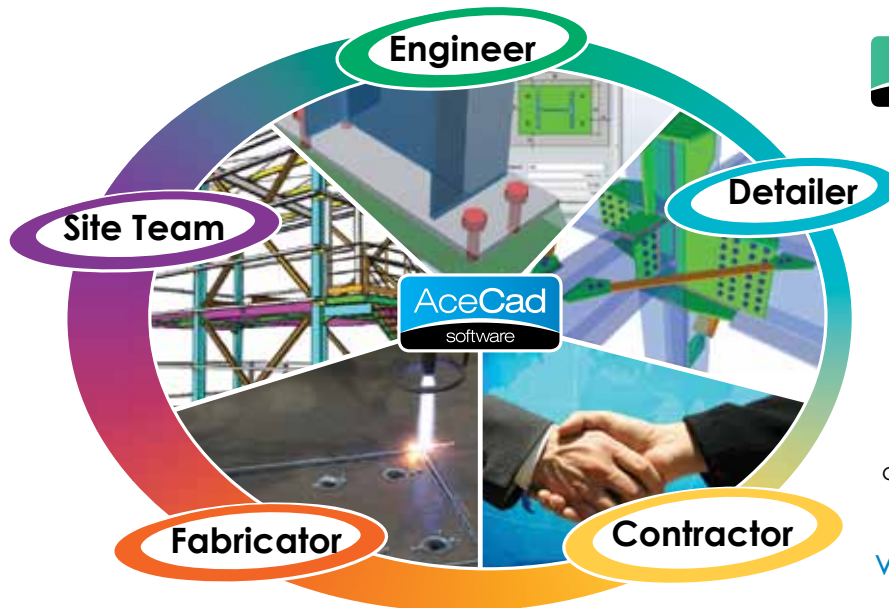 Engineer
Detailer
Site Team
AceCad
software
Fabricator
Contractor